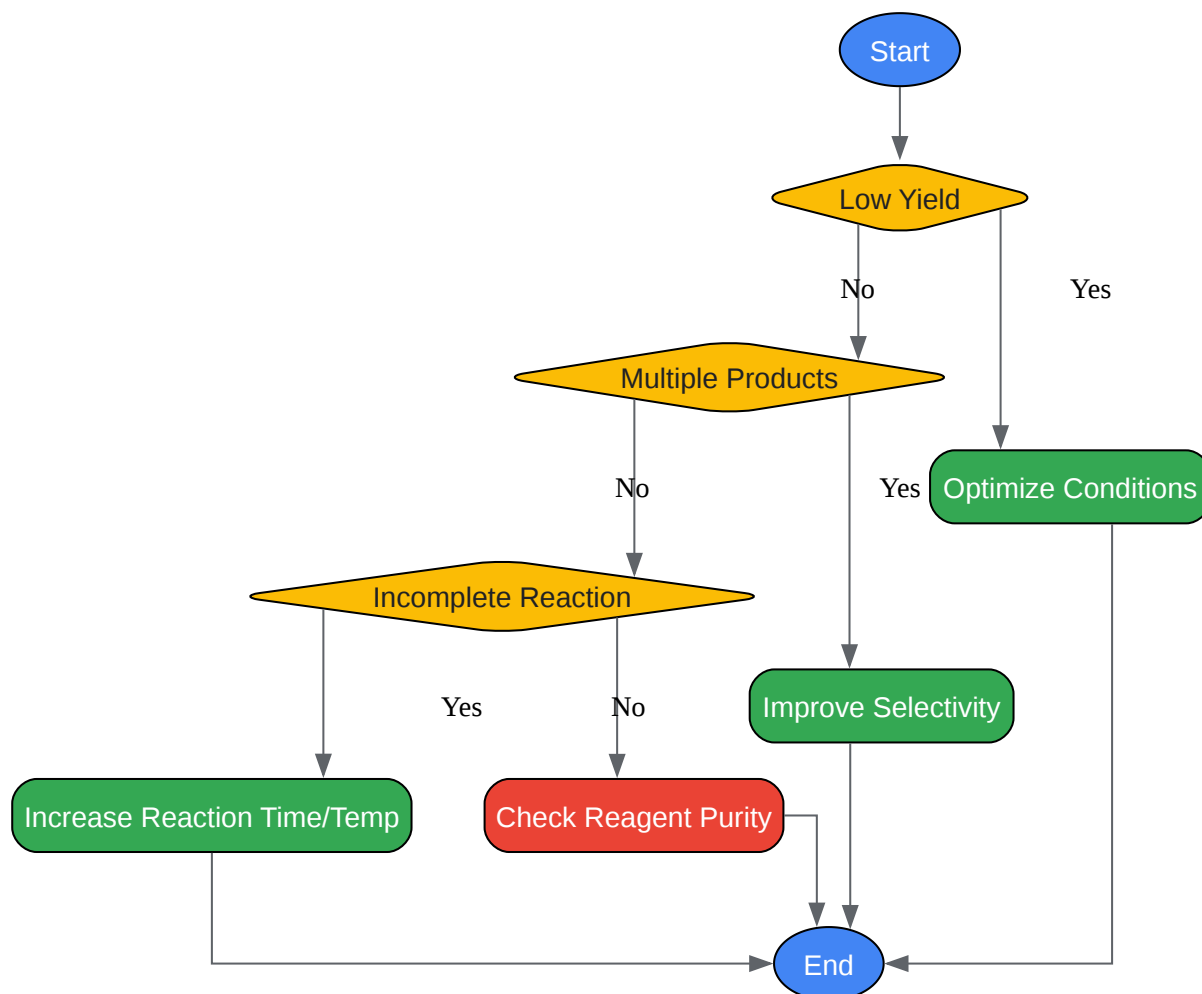 Start
Low Yield
No
Yes
Multiple Products
No
Yes
Optimize Conditions
Incomplete Reaction
Yes
No
Improve Selectivity
Increase Reaction Time/Temp
Check Reagent Purity
End